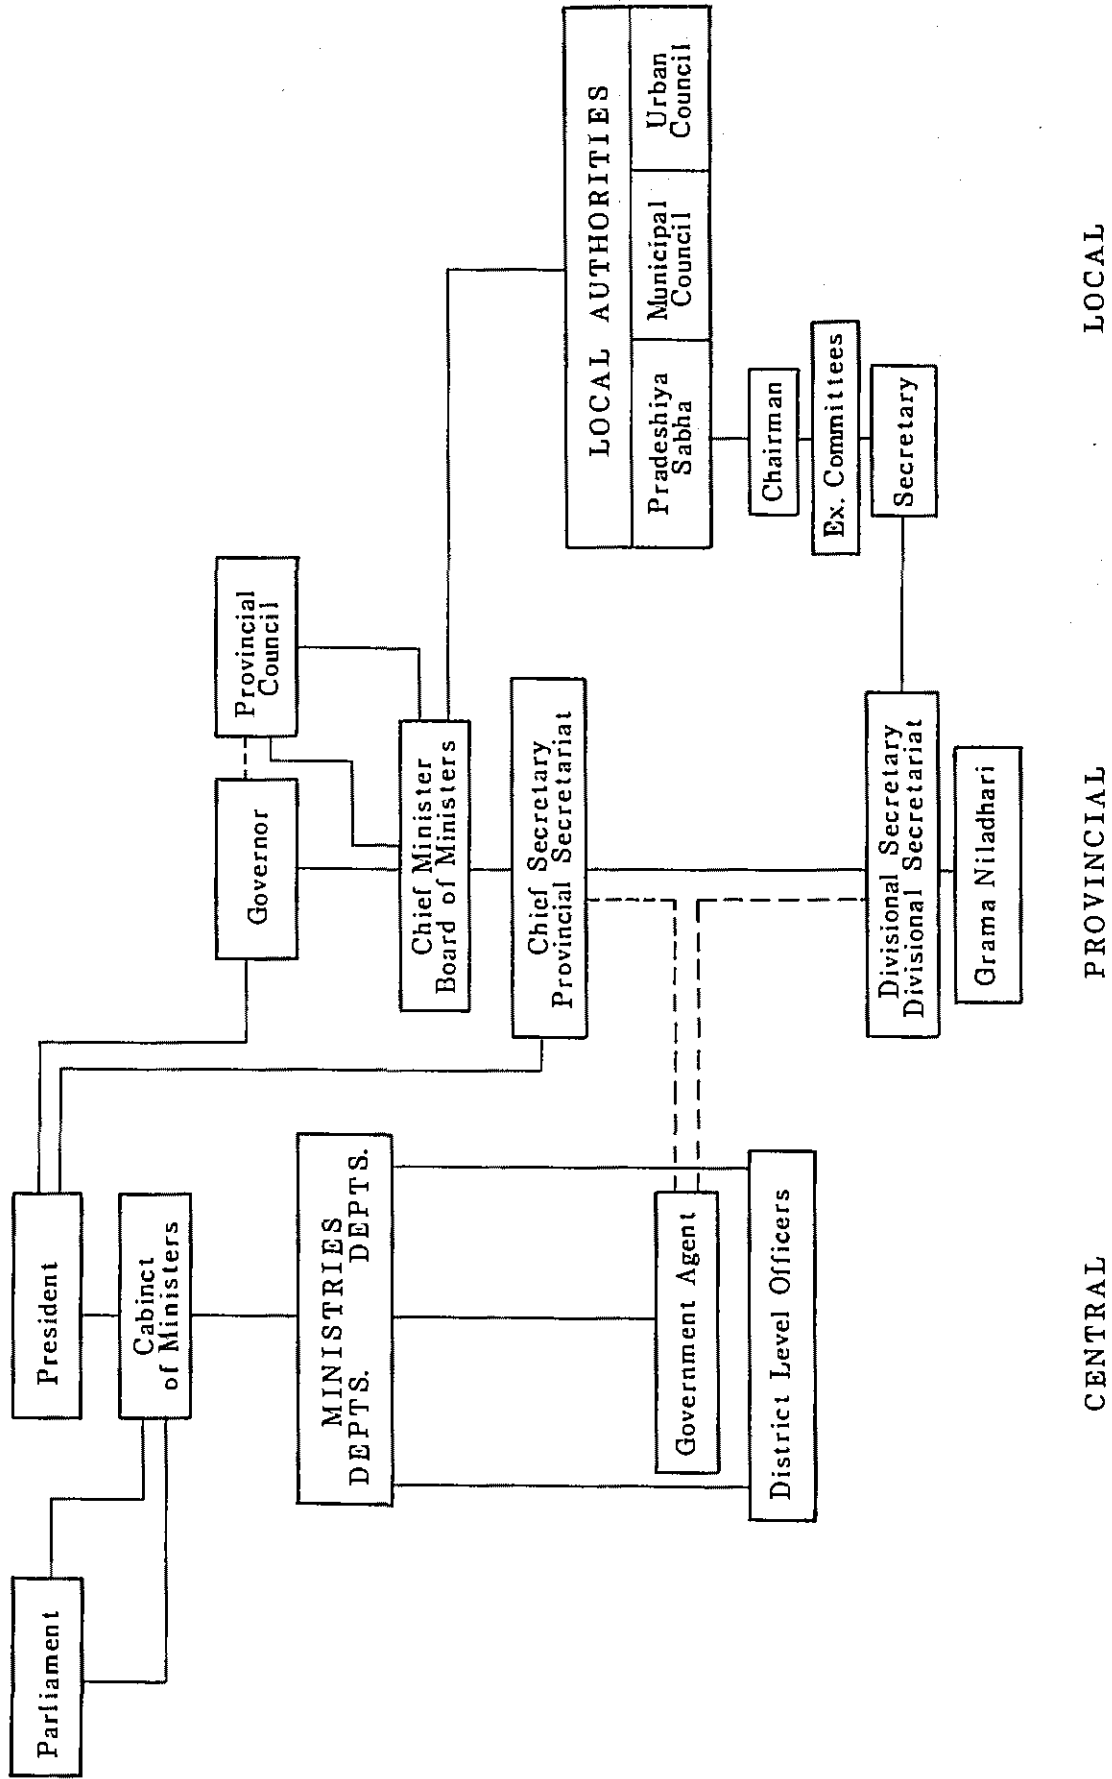 Parliament
President
Cabinct
of Ministers
MINISTRIES
DEPTS. DEPTS.
Government Agent
District Level Officers
CENTRAL
Governor
Provincial
Council
Chief Minister
Board of Ministers
Chief Secretary
Provincial Secretariat
Divisional Secretary
Divisional Secretariat
Grama Niladhari
PROVINCIAL
LOCAL AUTHORITIES
Pradeshiya
Sabha
Municipal
Council
Urban
Council
Chairman
Ex. Committees
Secretary
LOCAL